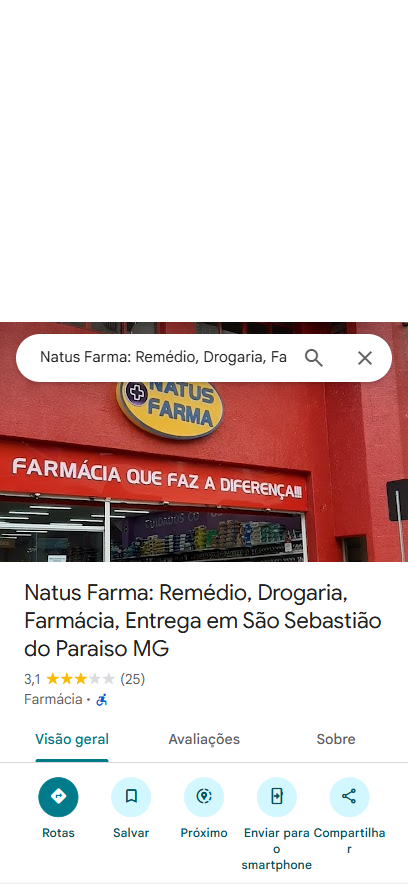 Natus Farma: Remédio, Drogaria, Fa
NATUS
FARMA
FARMÁCIA QUE FAZ A DIFERENÇA!!!
CUIDADOS CO
Natus Farma: Remédio, Drogaria,
Farmácia, Entrega em São Sebastião
do Paraiso MG
3,1 (25)
Farmácia ·
Visão geral Avaliações Sobre
Rotas Salvar Próximo Enviar para o smartphone Compartilhar